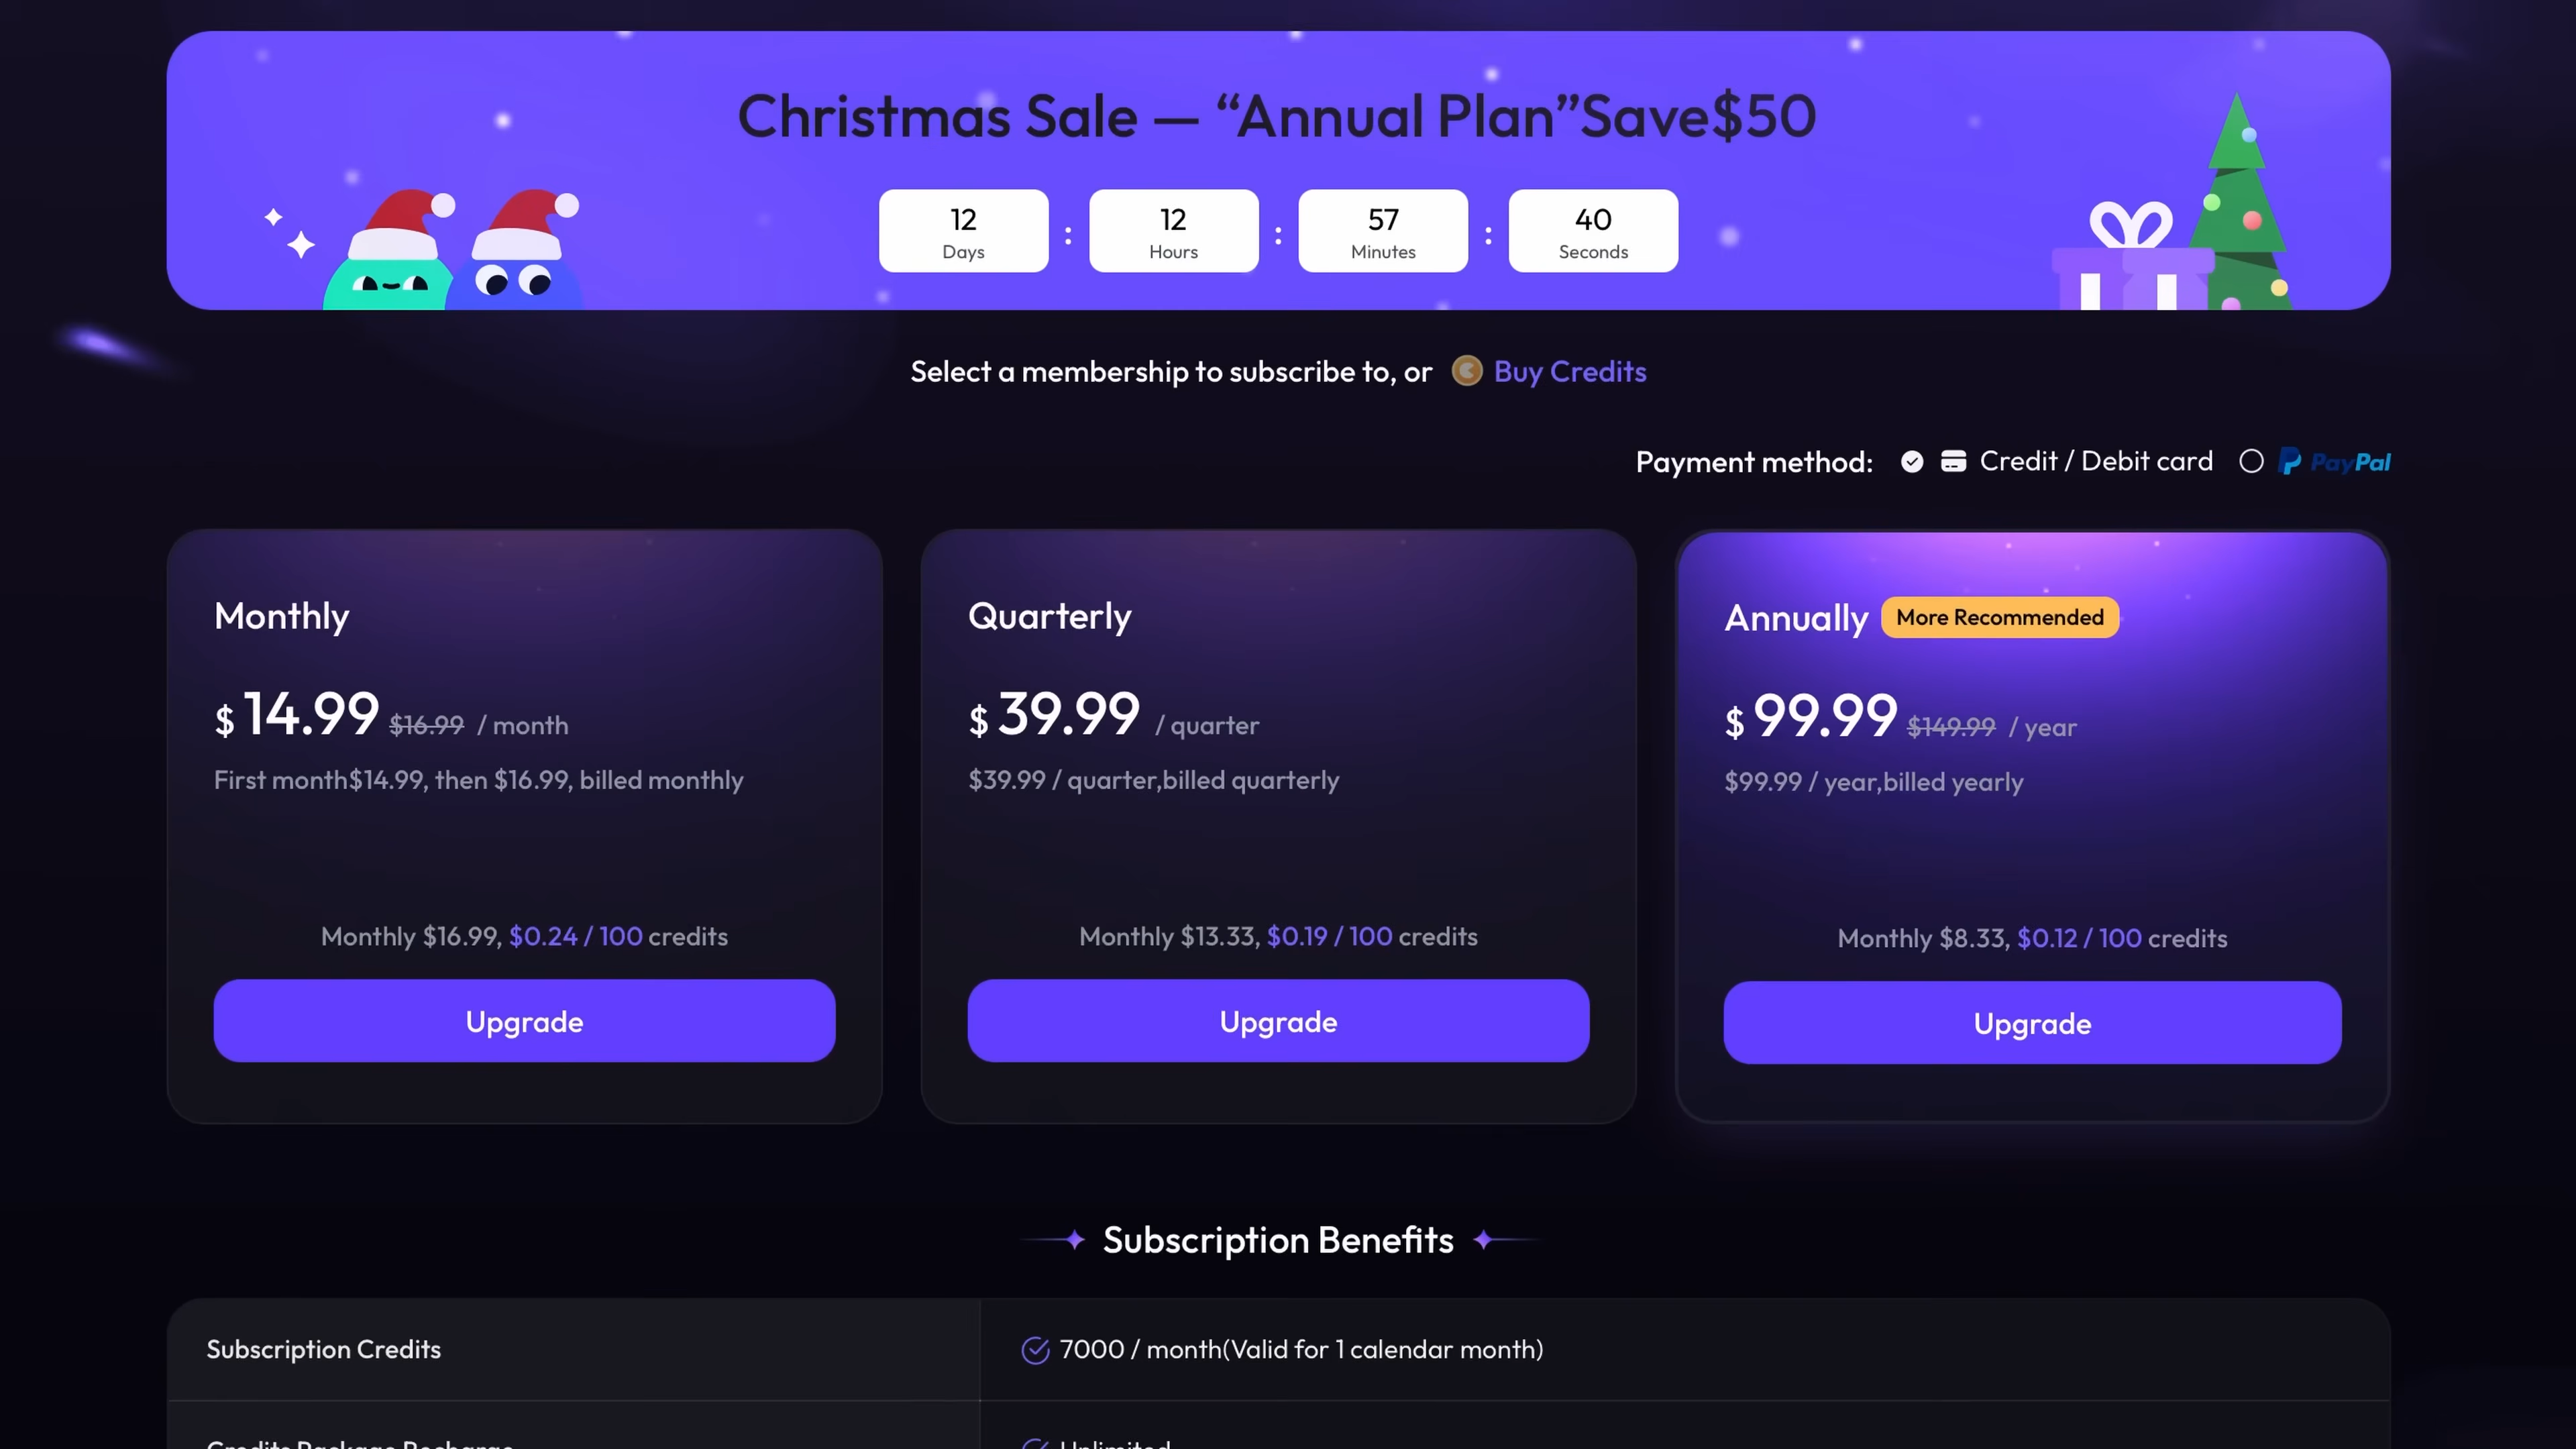 Christmas Sale — “Annual Plan”Save$50
12 : 12 : 57 : 40
Days Hours Minutes Seconds
Select a membership to subscribe to, or Buy Credits
Payment method: Credit / Debit card PayPal
Monthly
$ 14.99 $16.99 / month
First month$14.99, then $16.99, billed monthly
Monthly $16.99, $0.24 / 100 credits
Upgrade
Quarterly
$ 39.99 / quarter
$39.99 / quarter,billed quarterly
Monthly $13.33, $0.19 / 100 credits
Upgrade
Annually More Recommended
$ 99.99 $149.99 / year
$99.99 / year,billed yearly
Monthly $8.33, $0.12 / 100 credits
Upgrade
Subscription Benefits
Subscription Credits 7000 / month(Valid for 1 calendar month)
Credits Package Recharge Unlimited